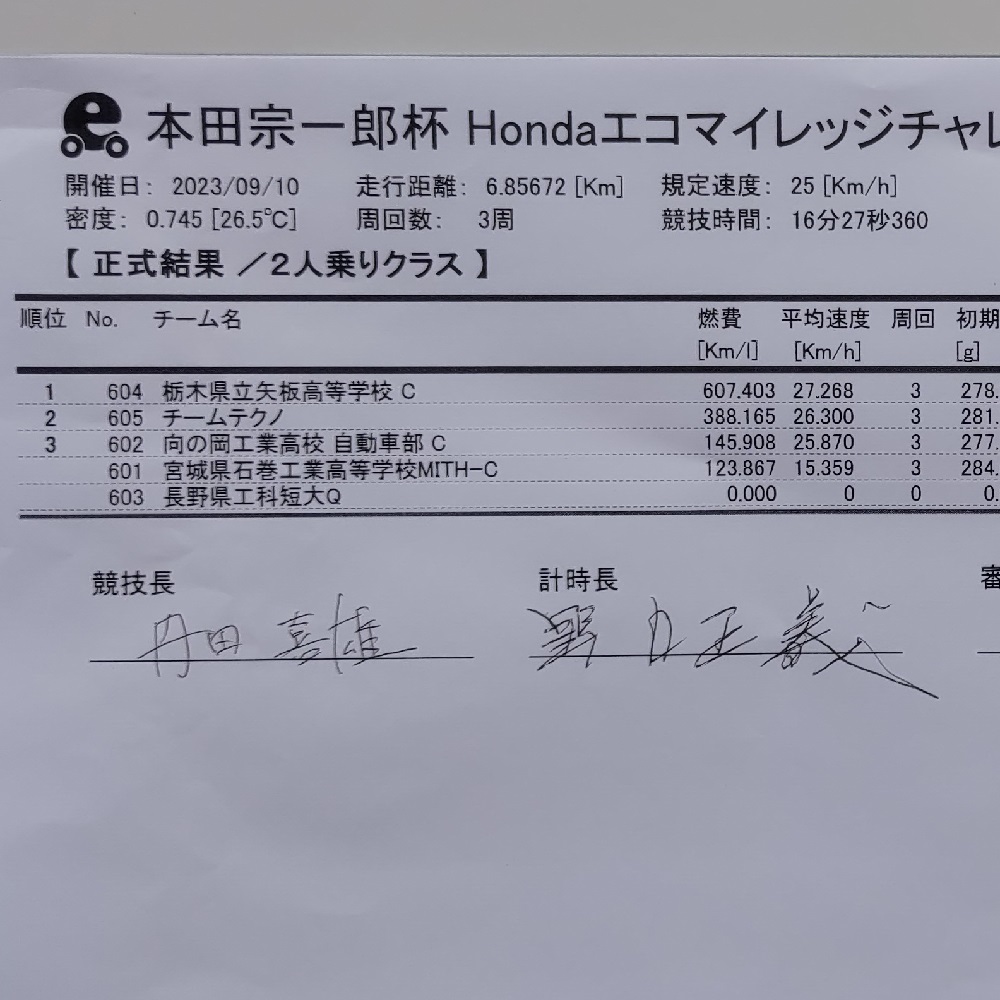 本田宗一郎杯 Hondaエコマイレッジチャレ
開催日: 2023/09/10 走行距離: 6.85672 [Km] 規定速度: 25 [Km/h]
密度: 0.745 [26.5℃] 周回数: 3周 競技時間: 16分27秒360
【 正式結果 ／2人乗りクラス 】
順位 No. チーム名 燃費 平均速度 周回 初期
[Km/l] [Km/h] [g]
1 604 栃木県立矢板高等学校 C 607.403 27.268 3 278.
2 605 チームテクノ 388.165 26.300 3 281.
3 602 向の岡工業高校 自動車部 C 145.908 25.870 3 277.
601 宮城県石巻工業高等学校MITH-C 123.867 15.359 3 284.
603 長野県工科短大Q 0.000 0 0 0.
競技長 計時長 審
丹田 喜雄